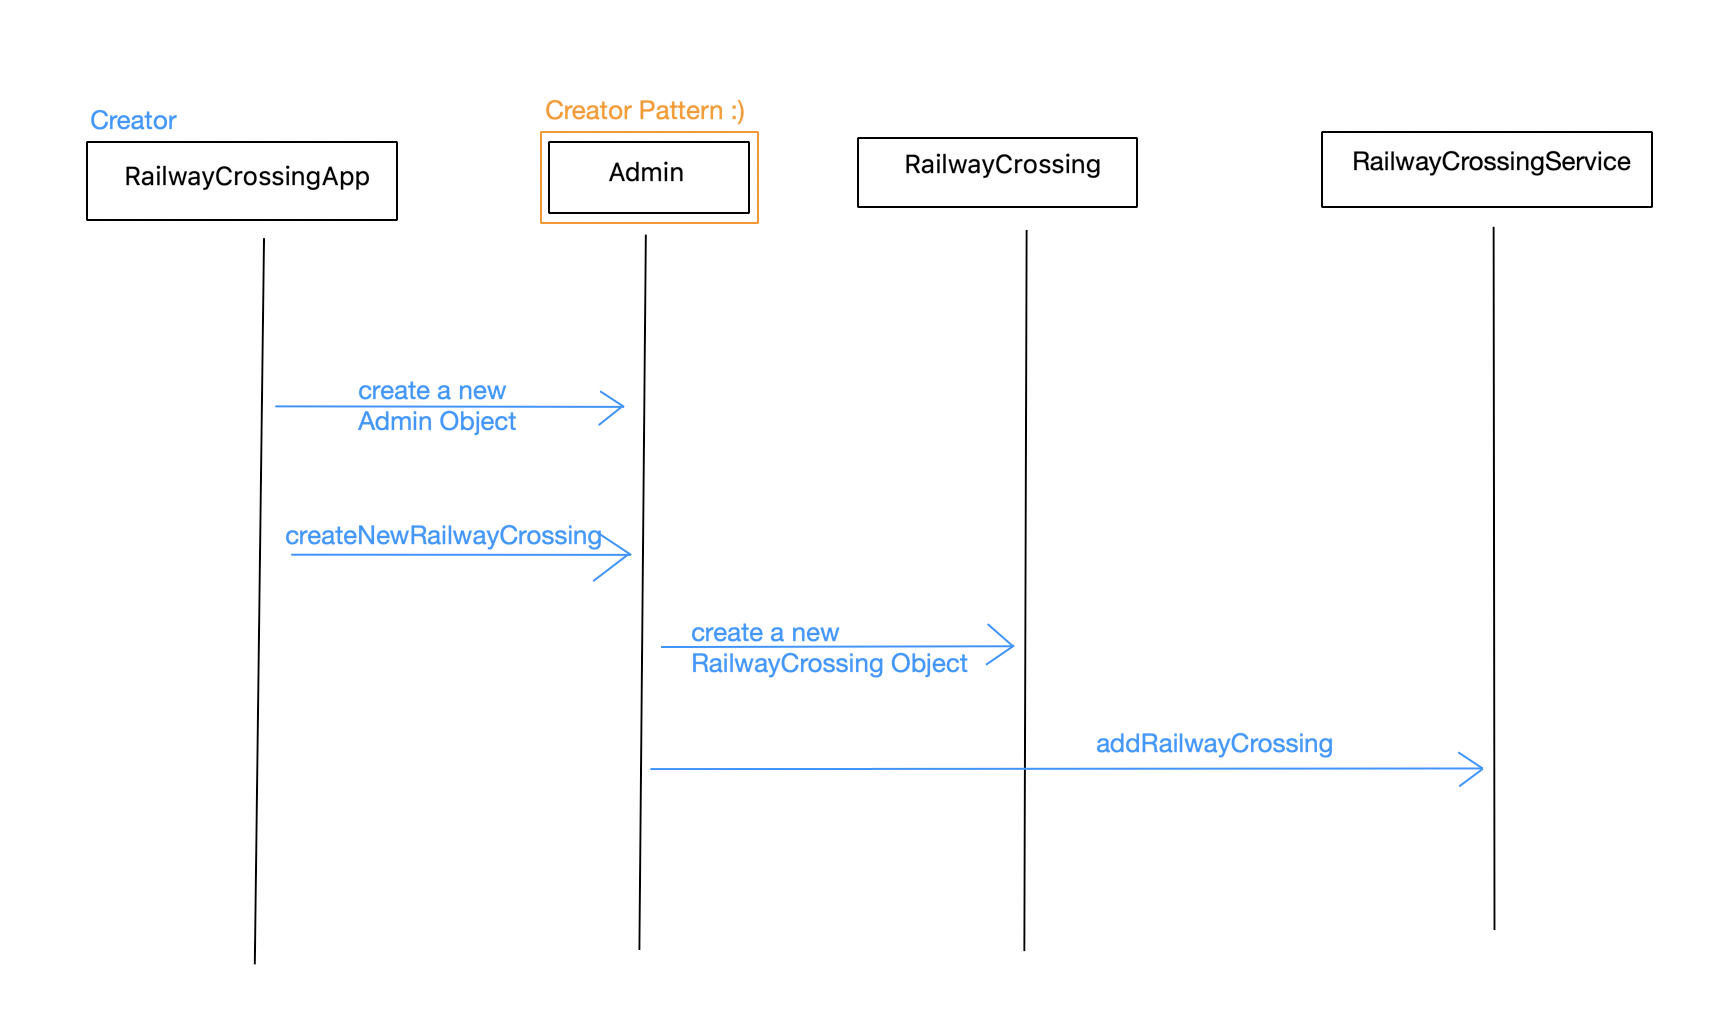 Creator
Creator Pattern :)
RailwayCrossingApp
Admin
RailwayCrossing
RailwayCrossingService
create a new
Admin Object
createNewRailwayCrossing
create a new
RailwayCrossing Object
addRailwayCrossing